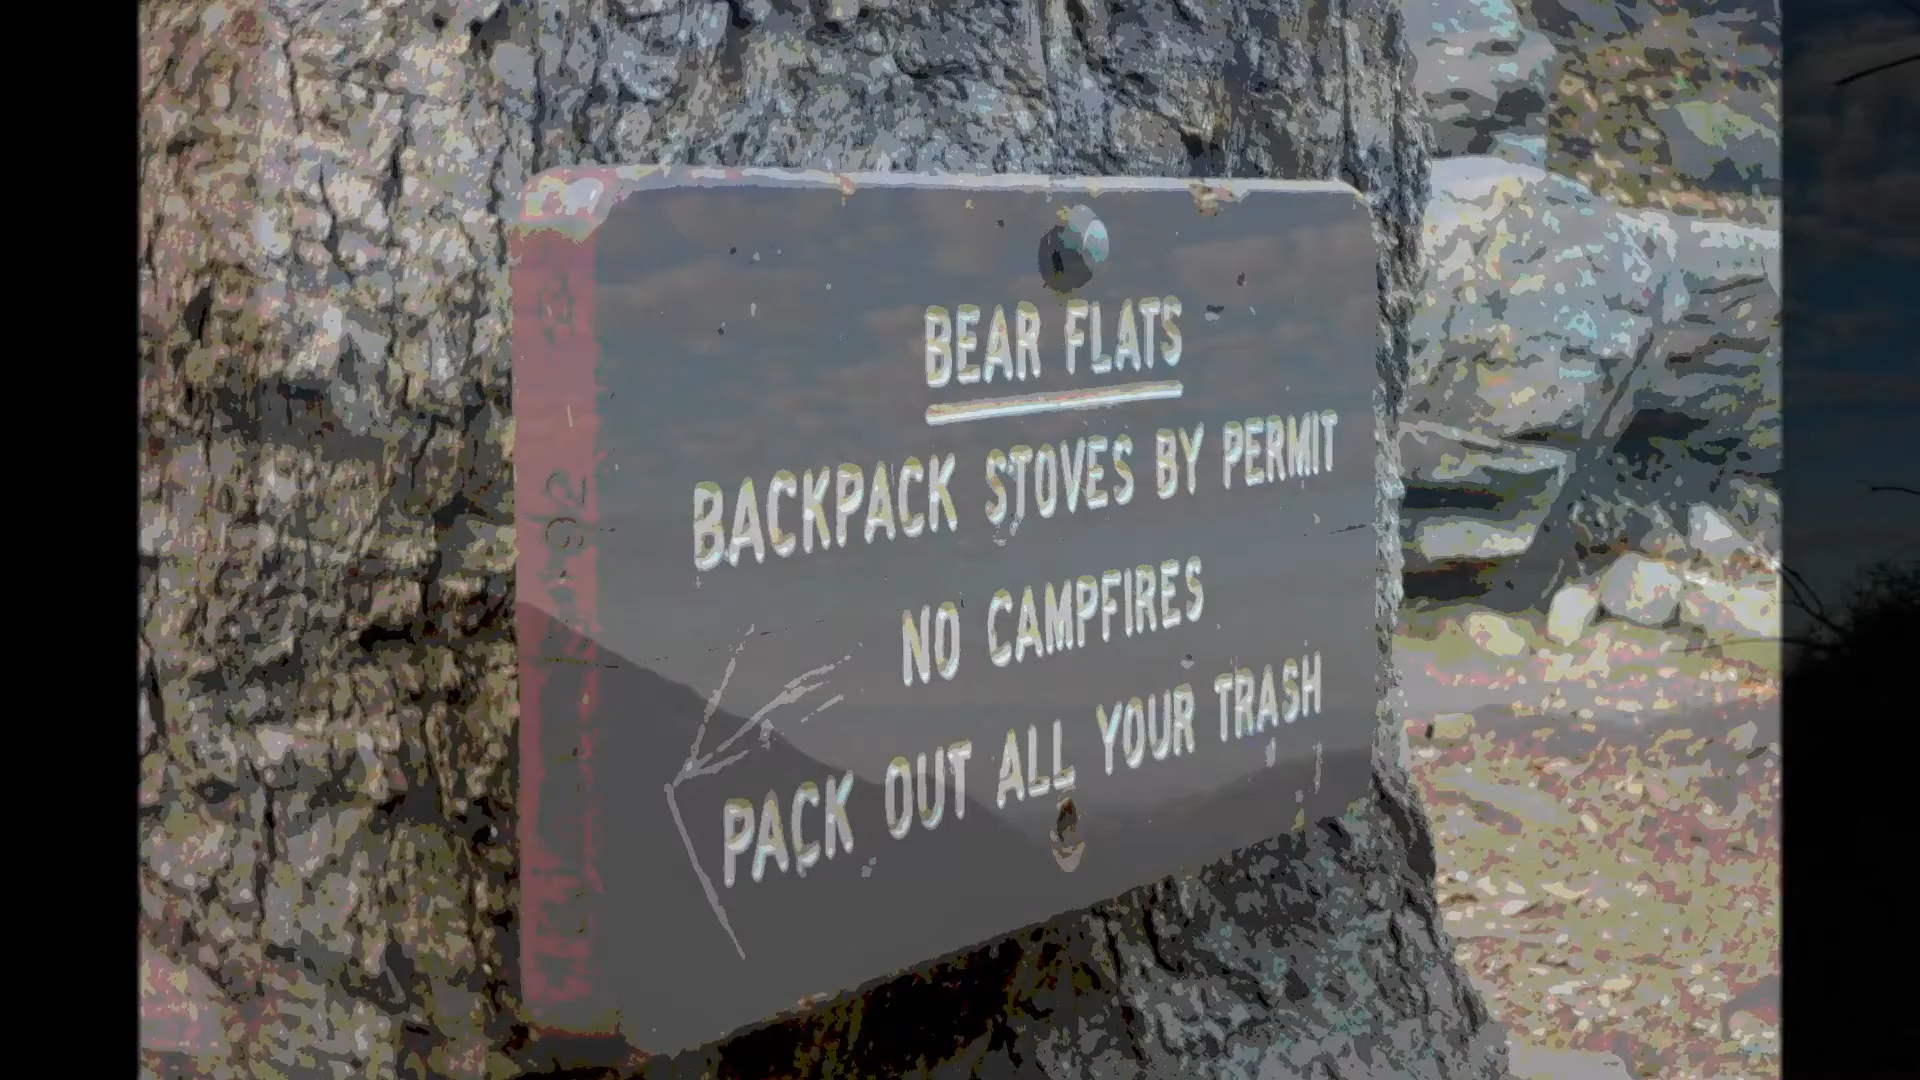 BEAR FLATS
BACKPACK STOVES BY PERMIT
NO CAMPFIRES
PACK OUT ALL YOUR TRASH